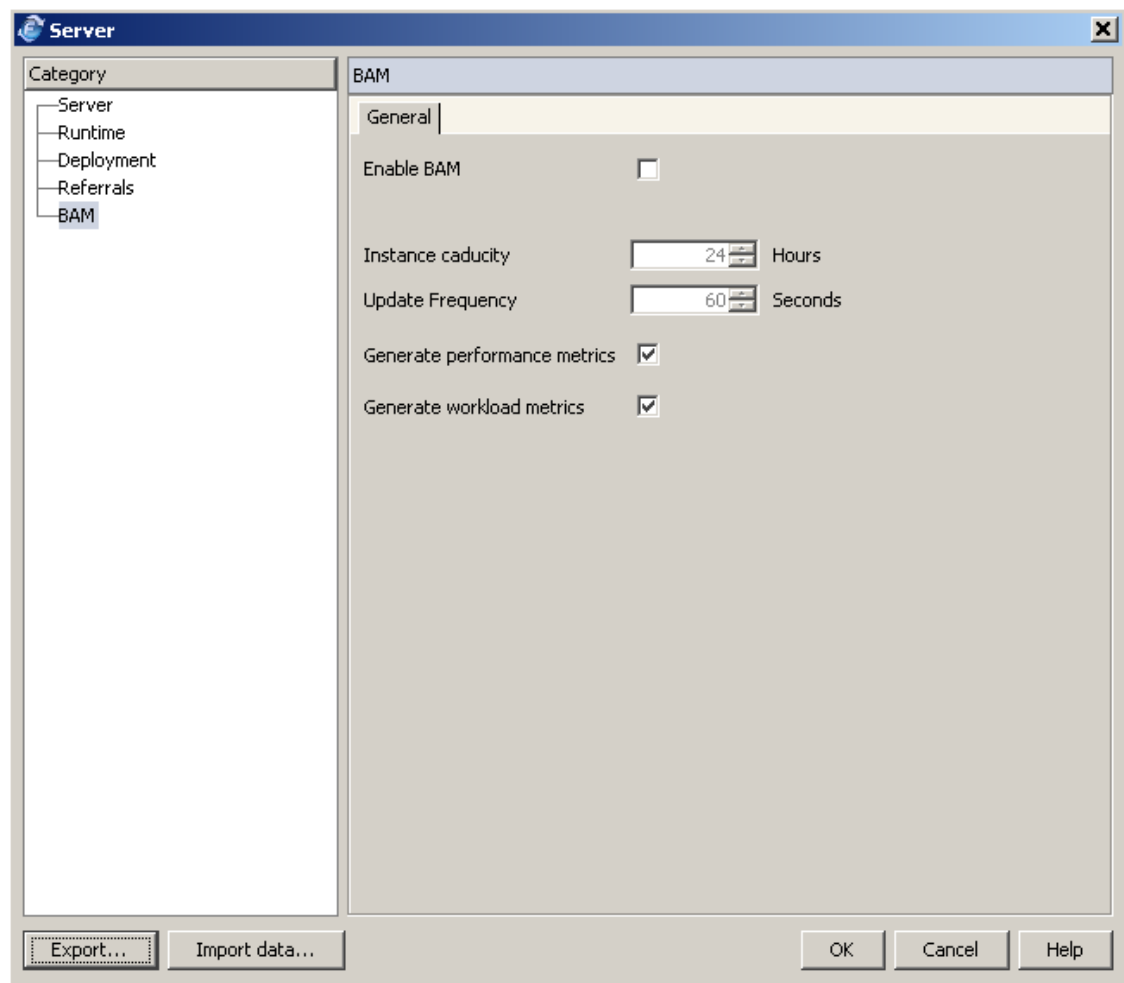 Server
Category
Server
Runtime
Deployment
Referrals
BAM
BAM
General
Enable BAM
Instance caducity 24 Hours
Update Frequency 60 Seconds
Generate performance metrics
Generate workload metrics
Export... Import data... OK Cancel Help